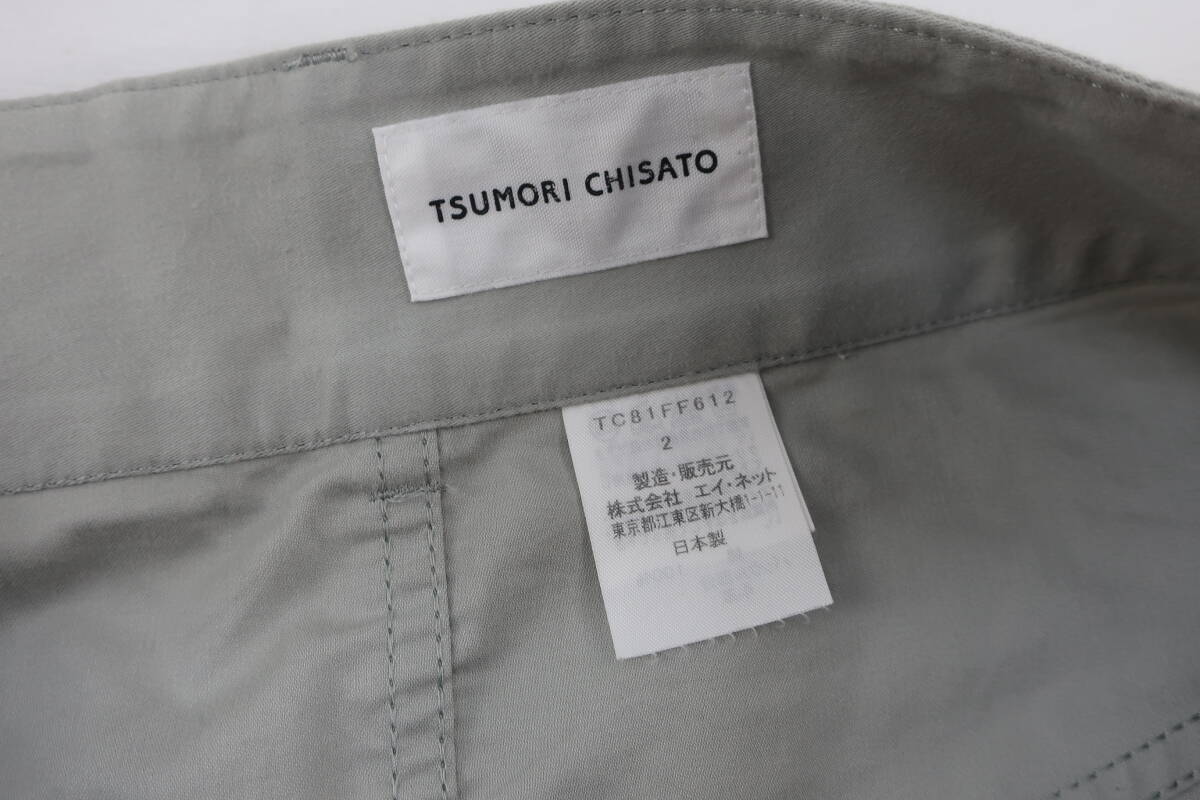 TSUMORI CHISATO
TC81FF612
2
製造・販売元
株式会社 エイ・ネット
東京都江東区新大橋1-1-11
日本製